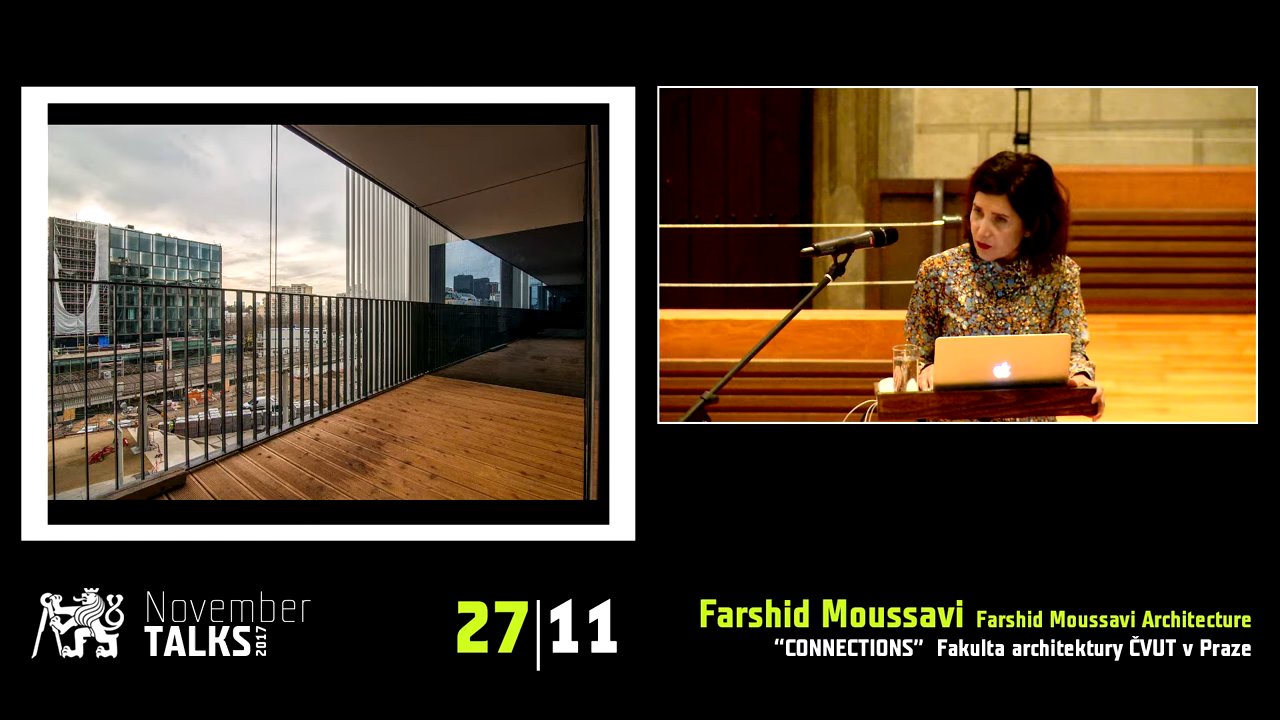 November
TALKS 2017
27|11
Farshid Moussavi Farshid Moussavi Architecture
“CONNECTIONS” Fakulta architektury ČVUT v Praze